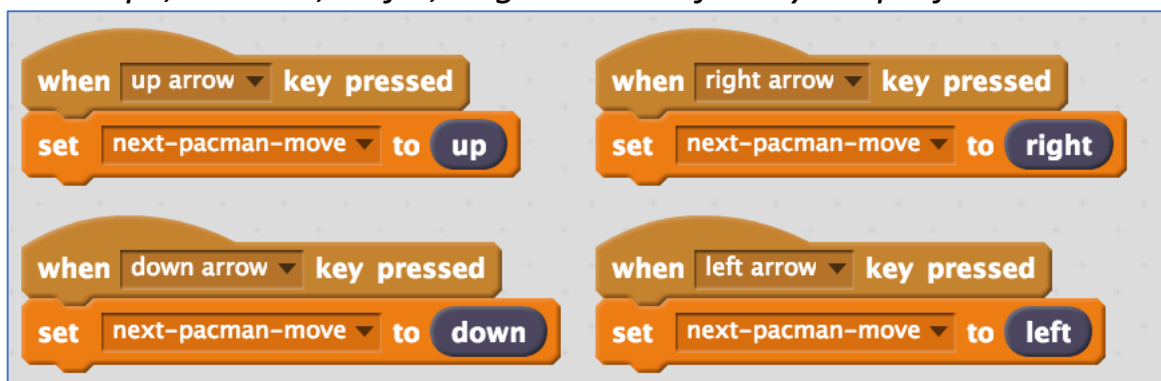 when up arrow key pressed
set next-pacman-move to up
when right arrow key pressed
set next-pacman-move to right
when down arrow key pressed
set next-pacman-move to down
when left arrow key pressed
set next-pacman-move to left